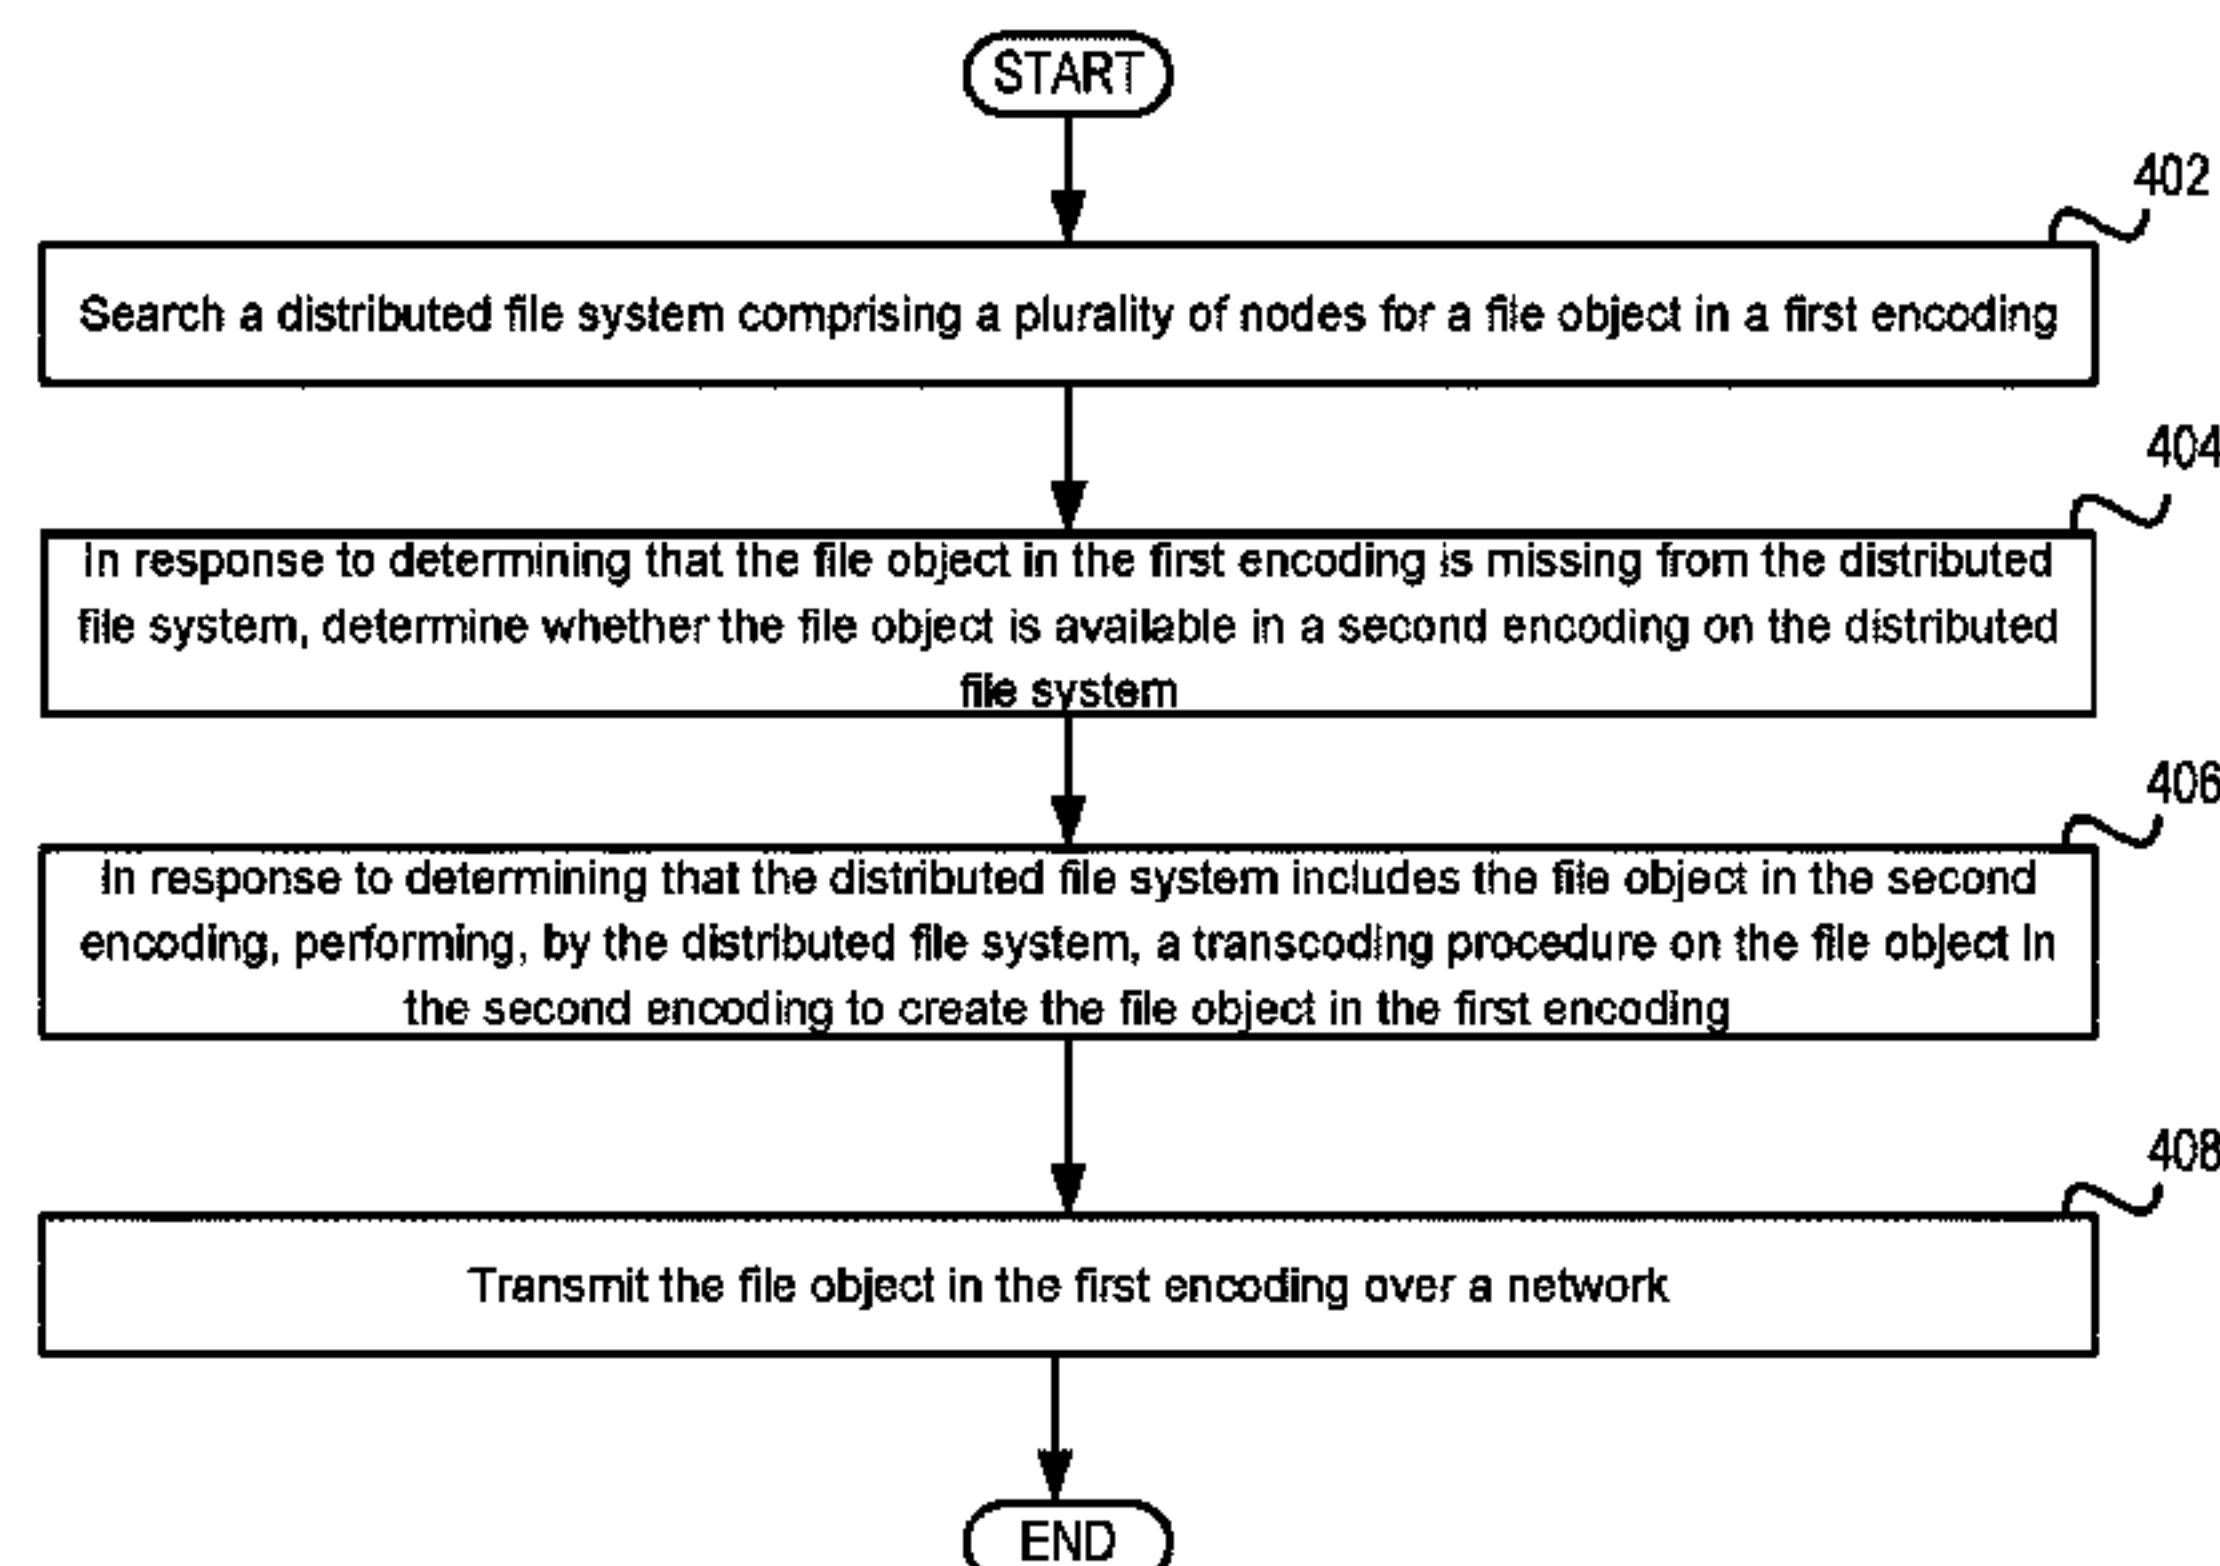 START
402
Search a distributed file system comprising a plurality of nodes for a file object in a first encoding
404
In response to determining that the file object in the first encoding is missing from the distributed
file system, determine whether the file object is available in a second encoding on the distributed
file system
406
In response to determining that the distributed file system includes the file object in the second
encoding, performing, by the distributed file system, a transcoding procedure on the file object in
the second encoding to create the file object in the first encoding
408
Transmit the file object in the first encoding over a network
END